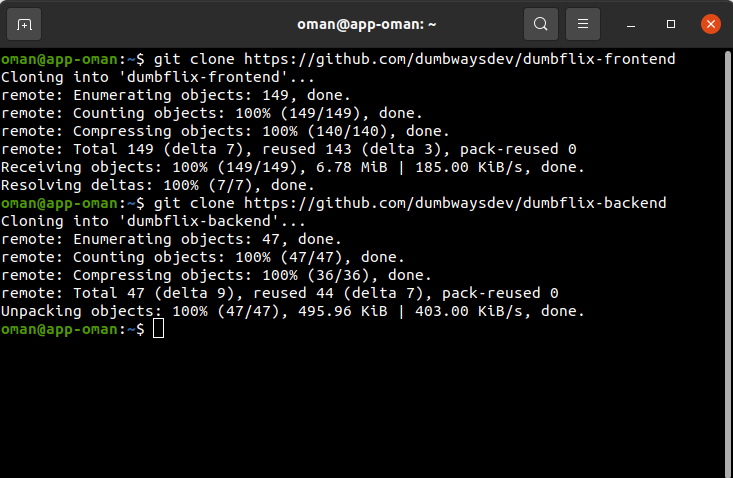 oman@app-oman: ~
oman@app-oman:~$ git clone https://github.com/dumbwaysdev/dumbflix-frontend
Cloning into 'dumbflix-frontend'...
remote: Enumerating objects: 149, done.
remote: Counting objects: 100% (149/149), done.
remote: Compressing objects: 100% (140/140), done.
remote: Total 149 (delta 7), reused 143 (delta 3), pack-reused 0
Receiving objects: 100% (149/149), 6.78 MiB | 185.00 KiB/s, done.
Resolving deltas: 100% (7/7), done.
oman@app-oman:~$ git clone https://github.com/dumbwaysdev/dumbflix-backend
Cloning into 'dumbflix-backend'...
remote: Enumerating objects: 47, done.
remote: Counting objects: 100% (47/47), done.
remote: Compressing objects: 100% (36/36), done.
remote: Total 47 (delta 9), reused 44 (delta 7), pack-reused 0
Unpacking objects: 100% (47/47), 495.96 KiB | 403.00 KiB/s, done.
oman@app-oman:~$